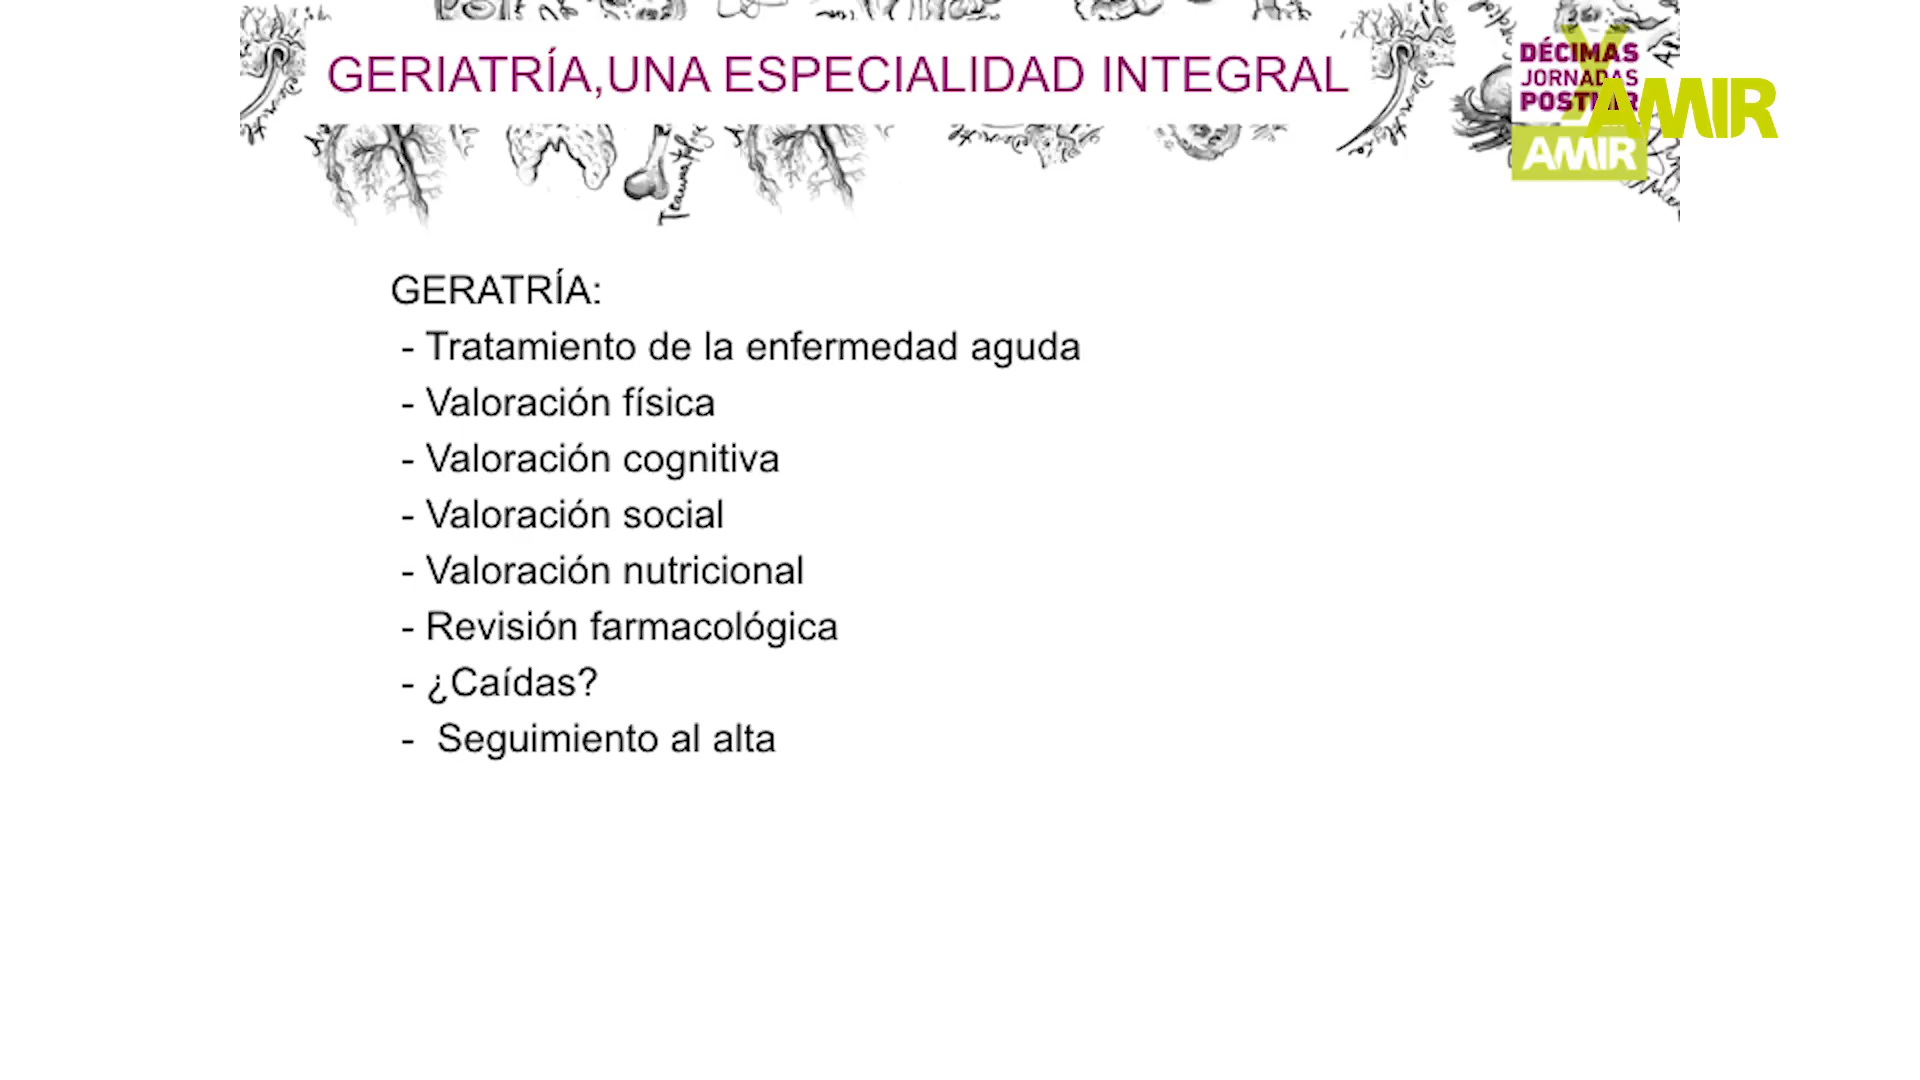 GERIATRÍA,UNA ESPECIALIDAD INTEGRAL
DÉCIMAS
JORNADAS
AMIR
AMIR
GERATRÍA:
- Tratamiento de la enfermedad aguda
- Valoración física
- Valoración cognitiva
- Valoración social
- Valoración nutricional
- Revisión farmacológica
- ¿Caídas?
- Seguimiento al alta